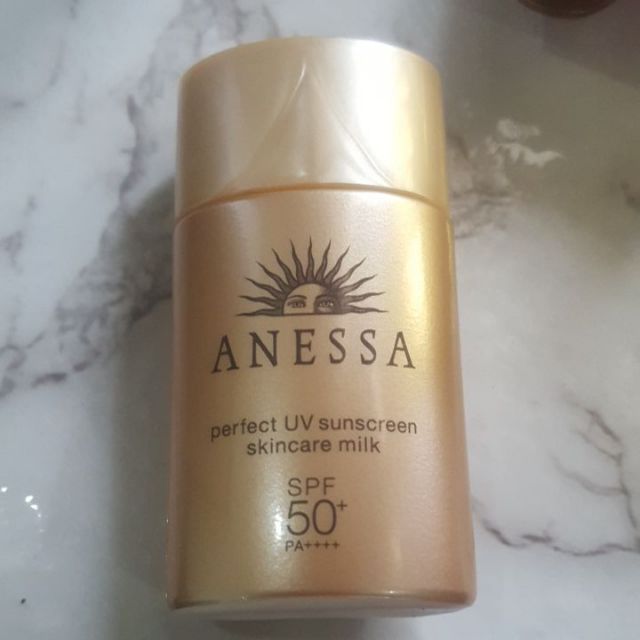 ANESSA
perfect UV sunscreen
skincare milk
SPF
50+
PA++++